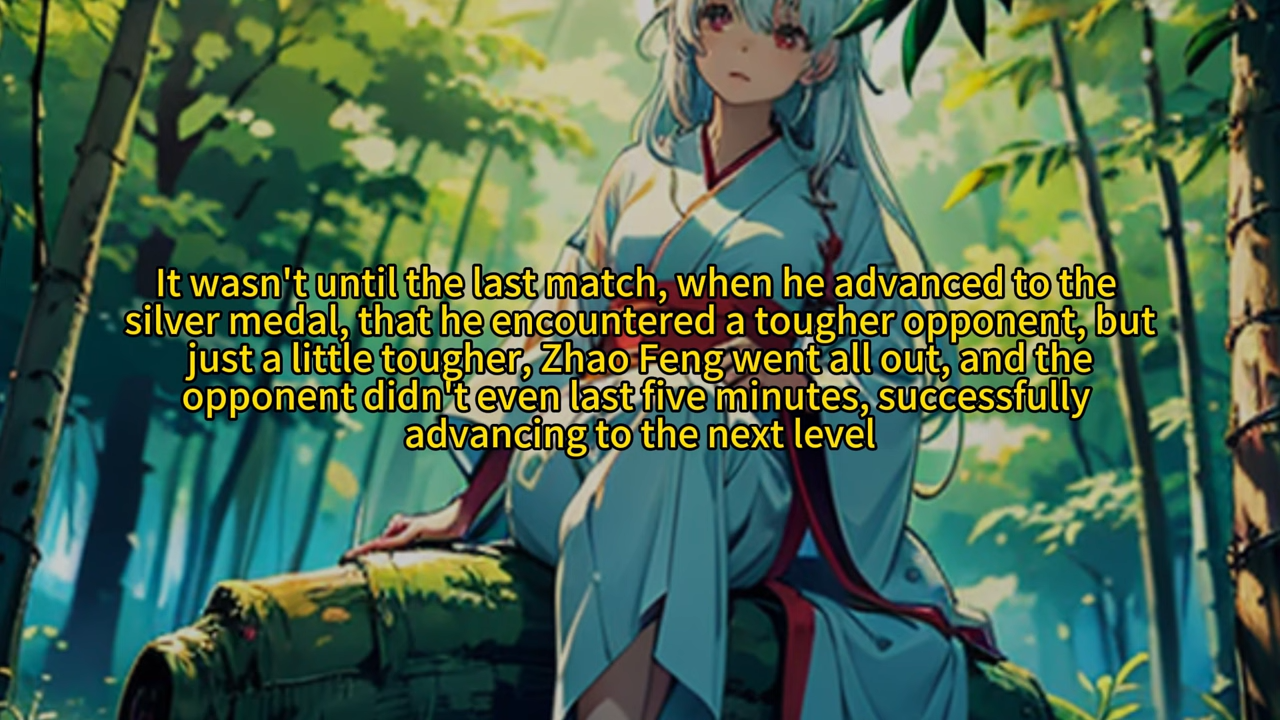 It wasn't until the last match, when he advanced to the
silver medal, that he encountered a tougher opponent, but
just a little tougher, Zhao Feng went all out, and the
opponent didn't even last five minutes, successfully
advancing to the next level